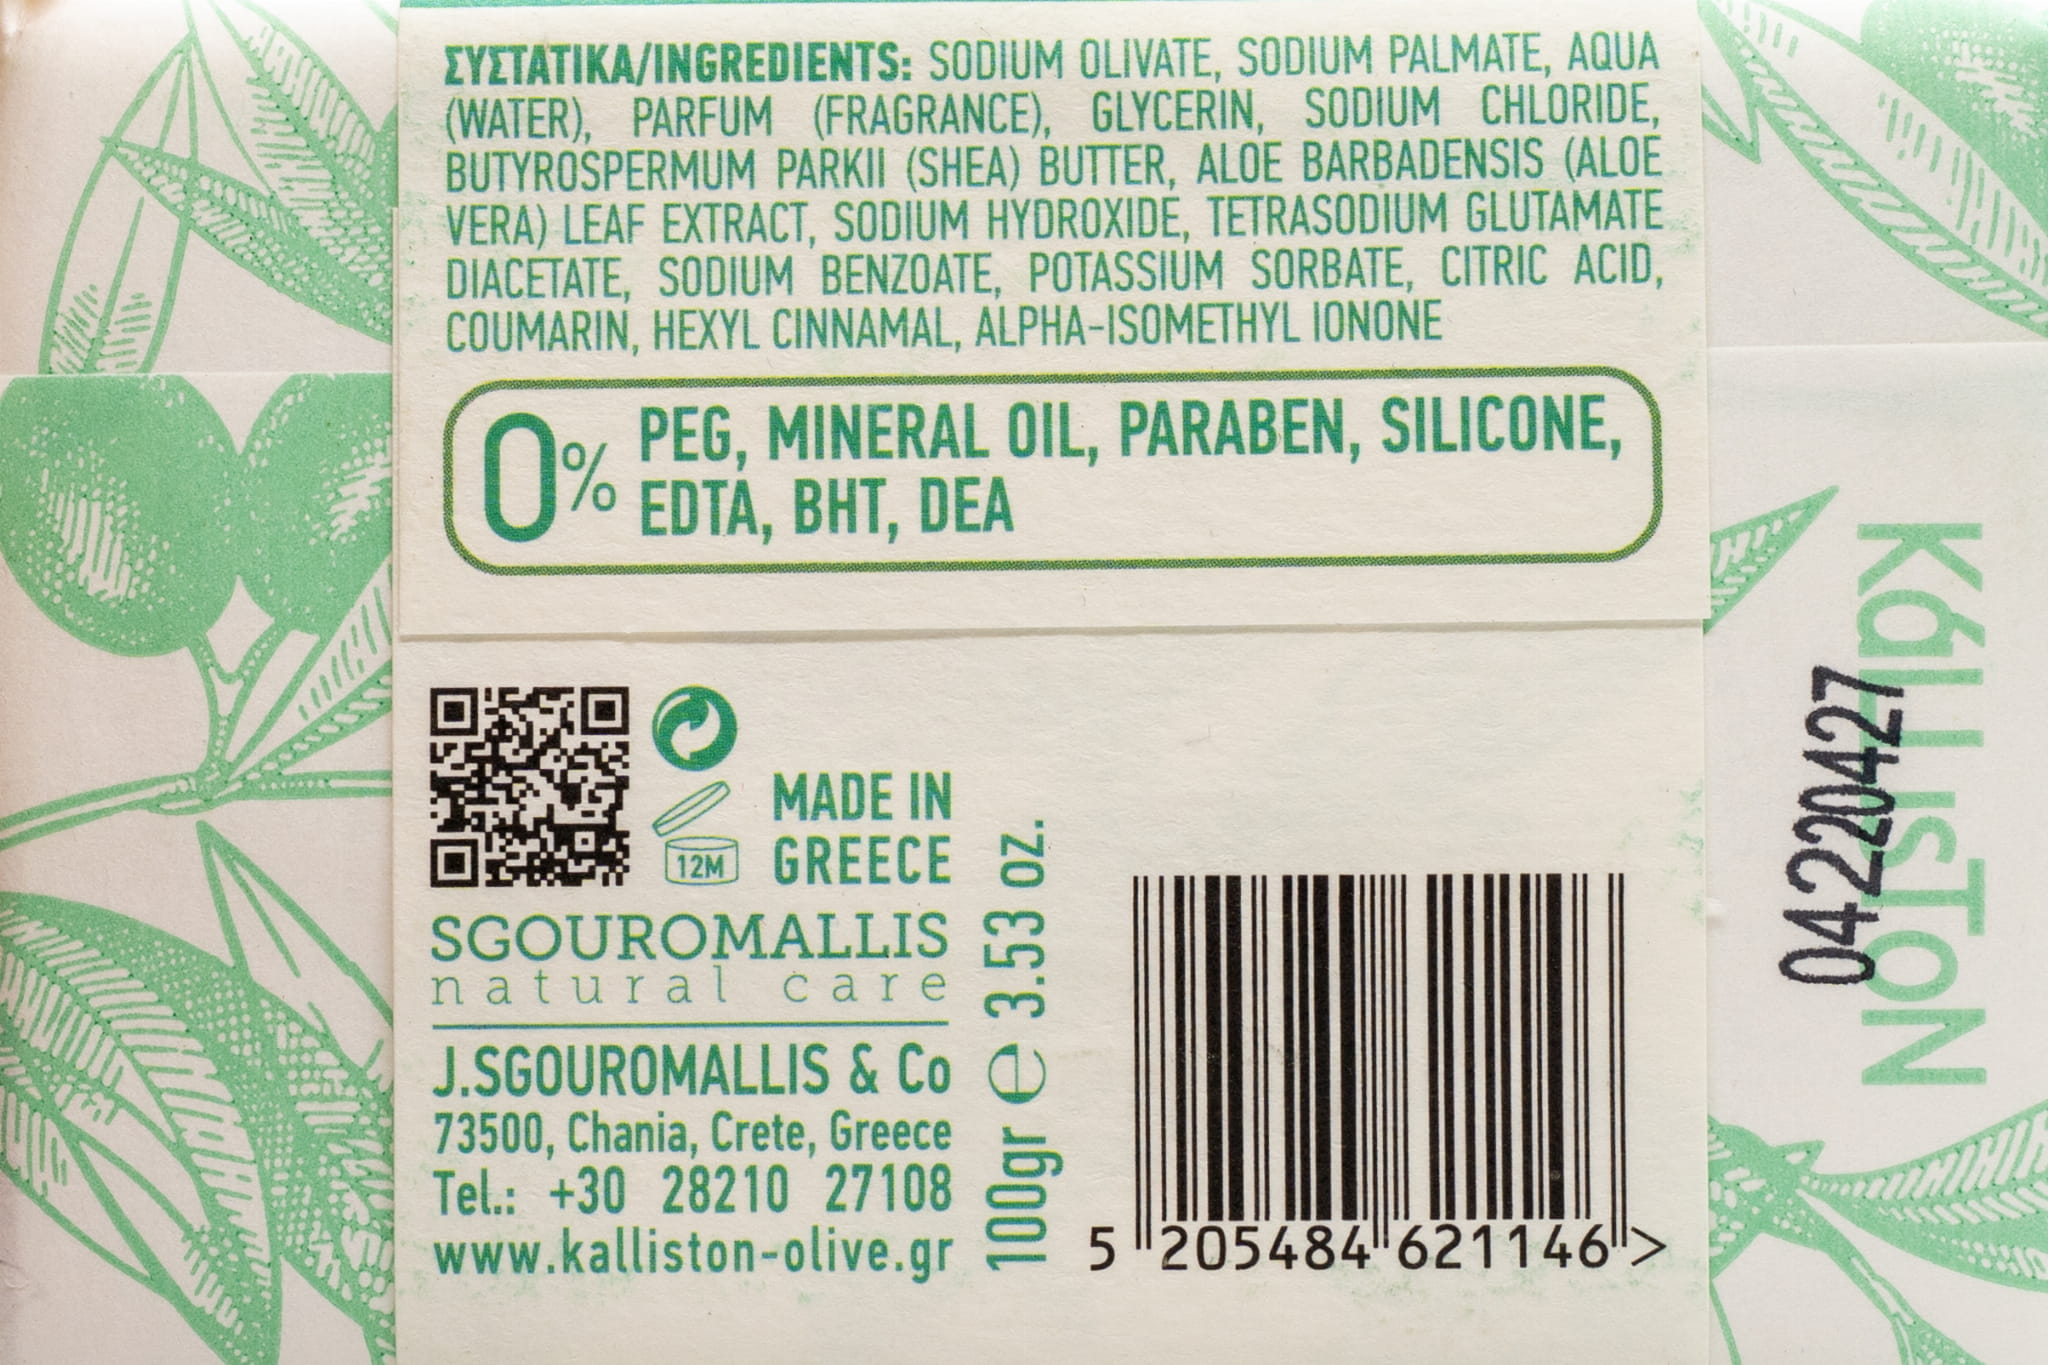 ΣΥΣΤΑΤΙΚΑ/INGREDIENTS: SODIUM OLIVATE, SODIUM PALMATE, AQUA
(WATER), PARFUM (FRAGRANCE), GLYCERIN, SODIUM CHLORIDE,
BUTYROSPERMUM PARKII (SHEA) BUTTER, ALOE BARBADENSIS (ALOE
VERA) LEAF EXTRACT, SODIUM HYDROXIDE, TETRASODIUM GLUTAMATE
DIACETATE, SODIUM BENZOATE, POTASSIUM SORBATE, CITRIC ACID,
COUMARIN, HEXYL CINNAMAL, ALPHA-ISOMETHYL IONONE
0% PEG, MINERAL OIL, PARABEN, SILICONE,
EDTA, BHT, DEA
12M
MADE IN
GREECE
SGOUROMALLIS
natural care
J.SGOUROMALLIS & Co
73500, Chania, Crete, Greece
Tel.: +30 28210 27108
www.kalliston-olive.gr
100gr e 3.53 oz.
5 205484 621146 >
04220427
KάLLISTON